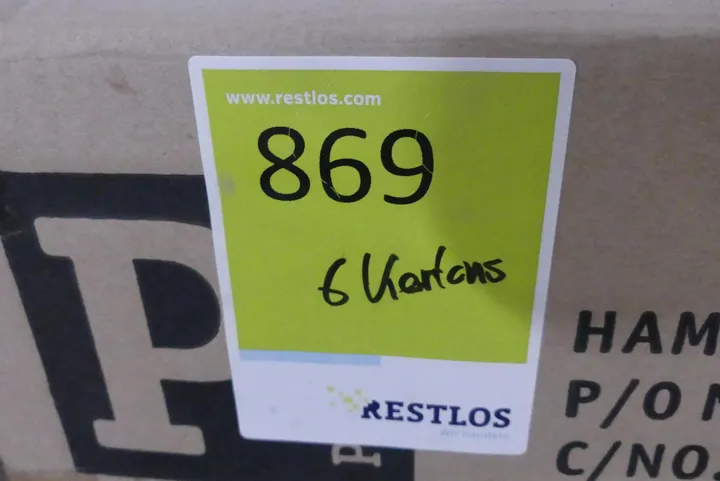 www.restlos.com
869
6 Kartons
RESTLOS
Wir handeln
P
P
HAM
P/O N
C/NO.